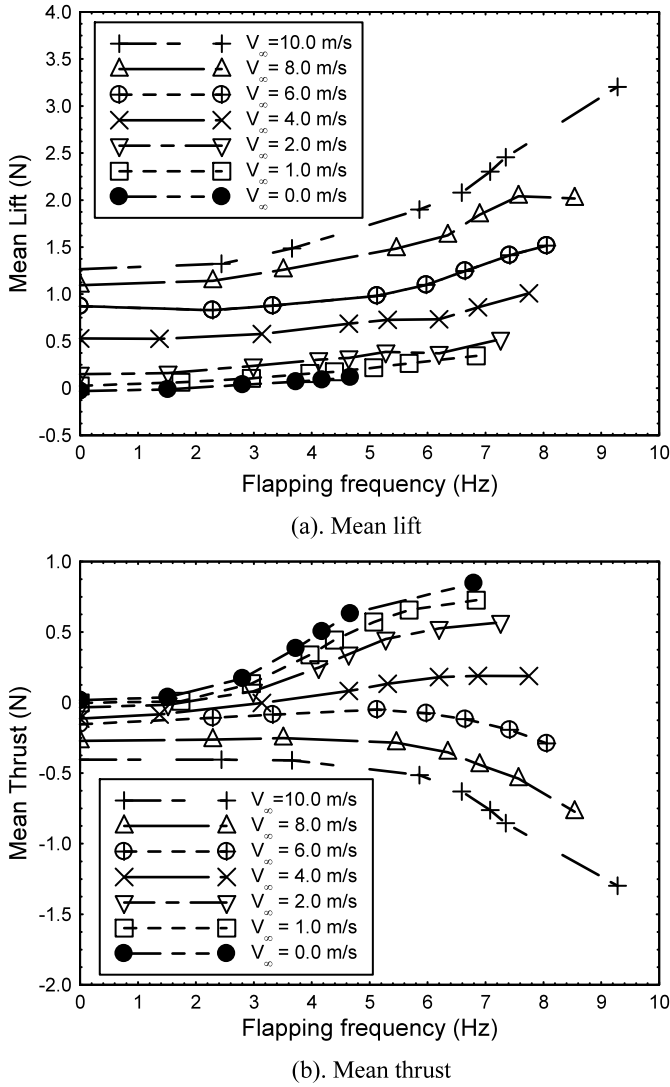 4.0
3.5
3.0
2.5
2.0
1.5
1.0
0.5
0
-0.5
Mean Lift (N)
V∞=10.0 m/s
V∞= 8.0 m/s
V∞= 6.0 m/s
V∞= 4.0 m/s
V∞= 2.0 m/s
V∞= 1.0 m/s
V∞= 0.0 m/s
0 1 2 3 4 5 6 7 8 9 10
Flapping frequency (Hz)
(a). Mean lift
1.0
0.5
0
-0.5
-1.0
-1.5
-2.0
Mean Thrust (N)
V∞=10.0 m/s
V∞= 8.0 m/s
V∞= 6.0 m/s
V∞= 4.0 m/s
V∞= 2.0 m/s
V∞= 1.0 m/s
V∞= 0.0 m/s
0 1 2 3 4 5 6 7 8 9 10
Flapping frequency (Hz)
(b). Mean thrust